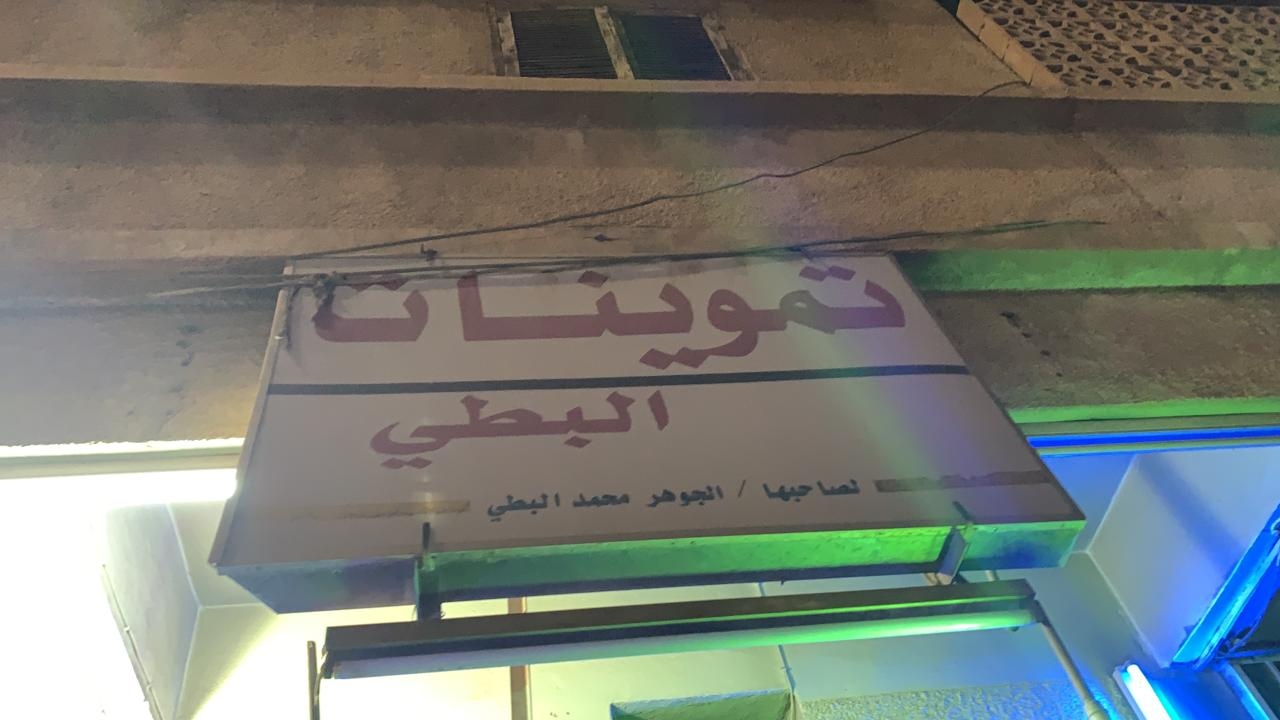 تموينات
البطي
لصاحبها / الجوهر محمد البطي